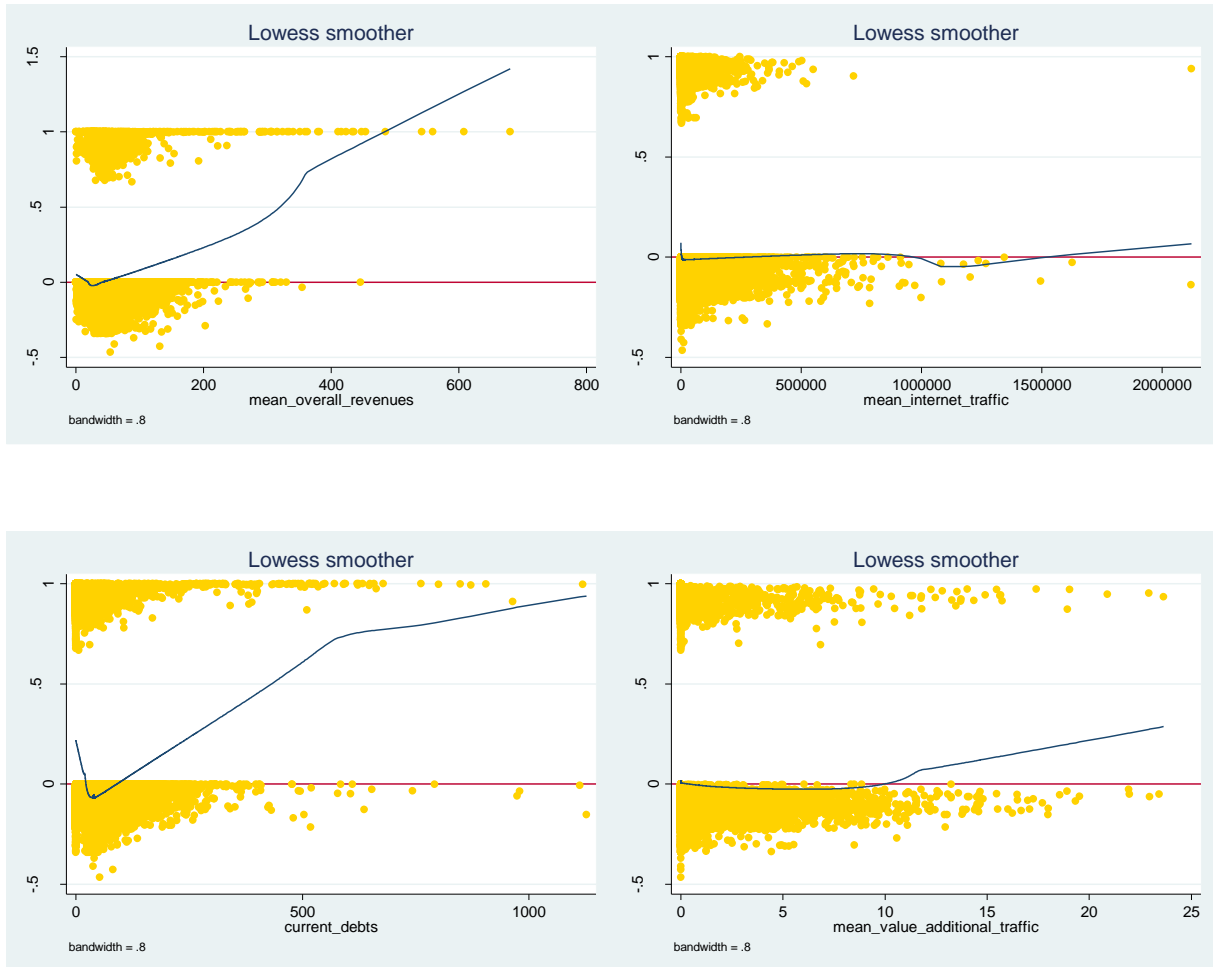 Lowess smoother
1.5
1
.5
0
-.5
0 200 400 600 800
mean_overall_revenues
bandwidth = .8
Lowess smoother
1
.5
0
-.5
0 500000 1000000 1500000 2000000
mean_internet_traffic
bandwidth = .8
Lowess smoother
1
.5
0
-.5
0 500 1000
current_debts
bandwidth = .8
Lowess smoother
1
.5
0
-.5
0 5 10 15 20 25
mean_value_additional_traffic
bandwidth = .8